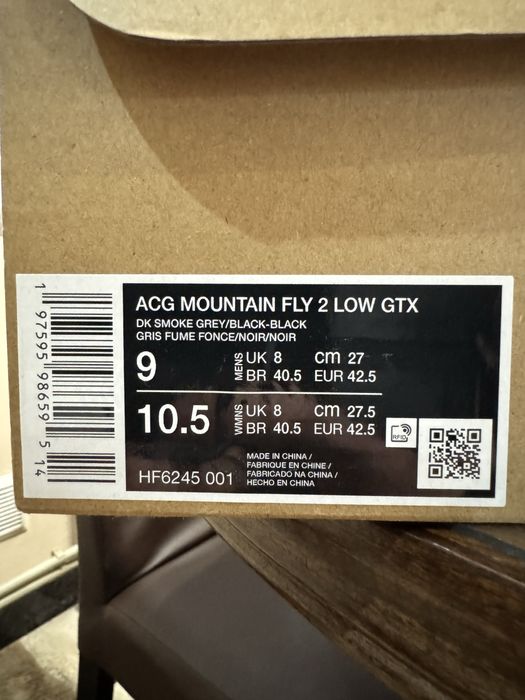 ACG MOUNTAIN FLY 2 LOW GTX
DK SMOKE GREY/BLACK-BLACK
GRIS FUME FONCE/NOIR/NOIR
9 MENS UK 8 cm 27
BR 40.5 EUR 42.5
10.5 WMNS UK 8 cm 27.5
BR 40.5 EUR 42.5
RFID
HF6245 001
MADE IN CHINA /
FABRIQUE EN CHINE /
FABRICADO NA CHINA /
HECHO EN CHINA
1 97595 98659 5 14